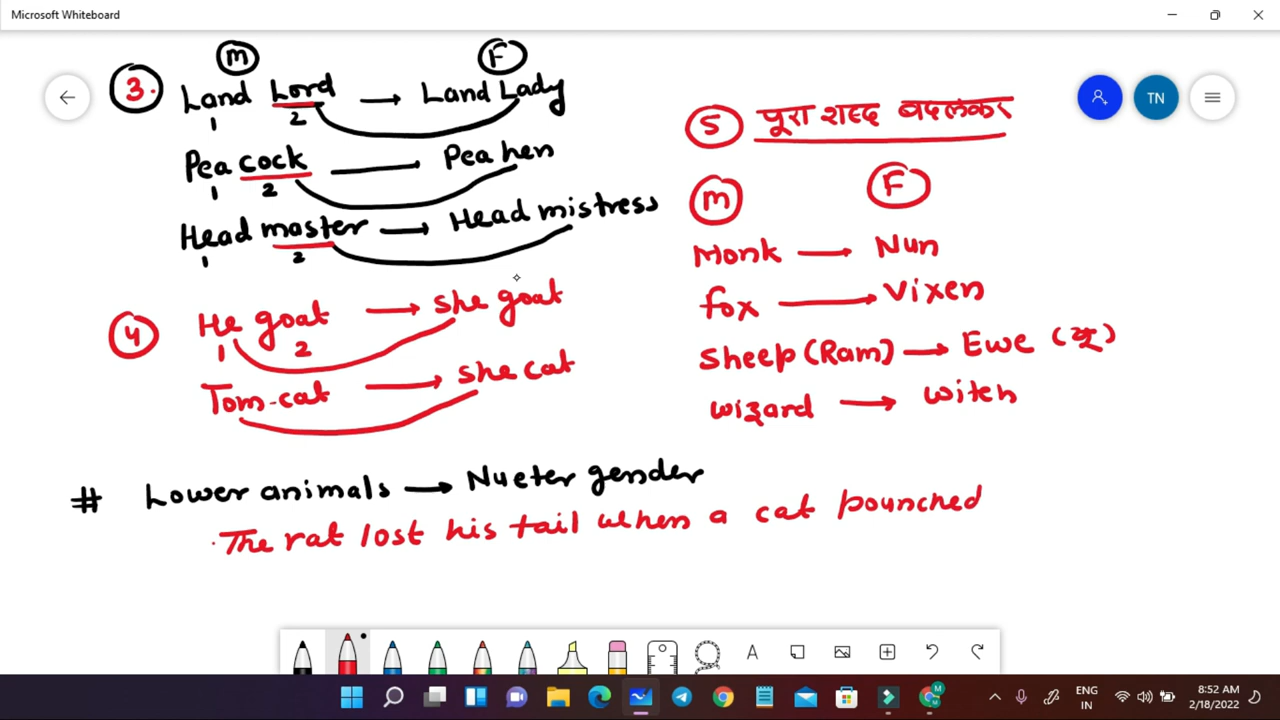 Microsoft Whiteboard
M F
3. Land Lord → Land Lady
1 2
Pea cock — Pea hen
1 2
Head master → Head mistress
1 2
4 He goat → She goat
1 2
Tom-cat → She cat
5 पूरा शब्द बदलकर
M F
Monk → Nun
fox → Vixen
Sheep (Ram) → Ewe (यू)
wizard → witch
# Lower animals → Nueter gender
. The rat lost his tail when a cat pounched
TN
A
ENG
IN
8:52 AM
2/18/2022